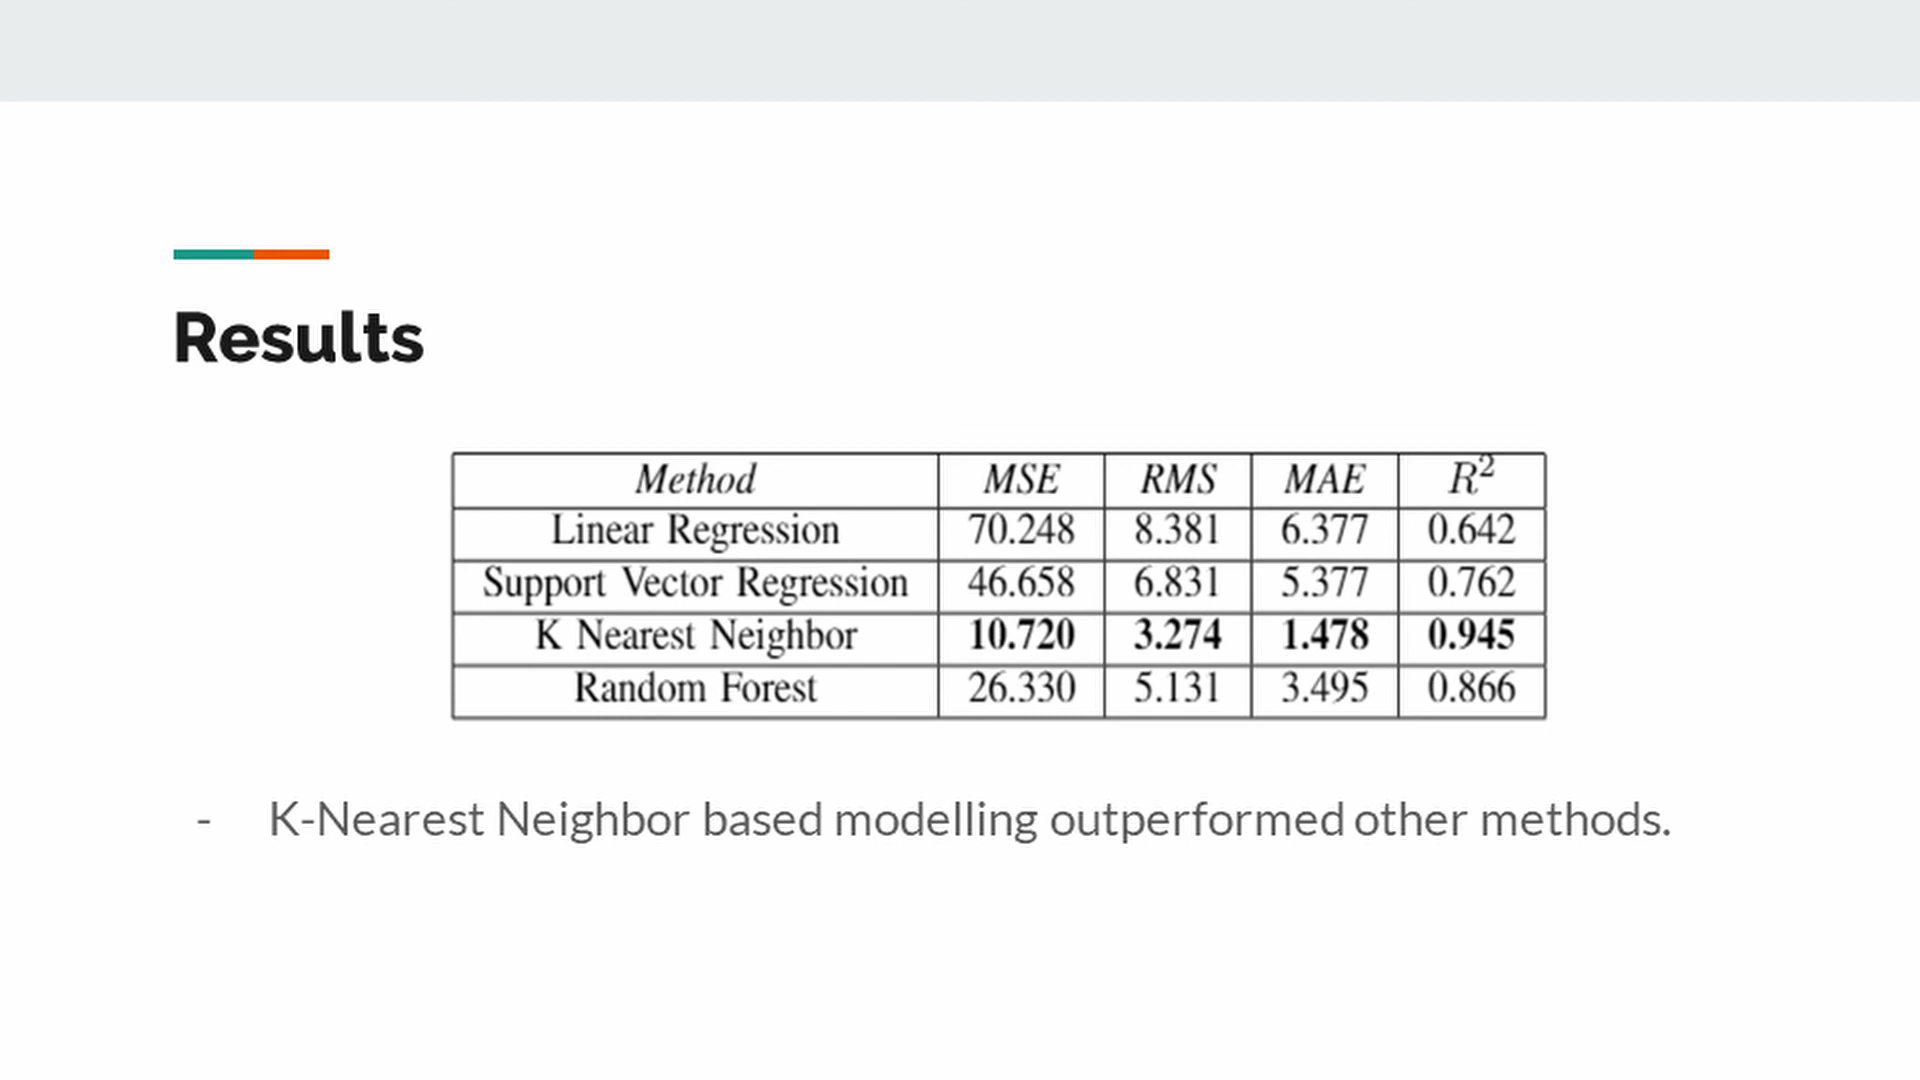 Results
Method MSE RMS MAE R²
Linear Regression 70.248 8.381 6.377 0.642
Support Vector Regression 46.658 6.831 5.377 0.762
K Nearest Neighbor 10.720 3.274 1.478 0.945
Random Forest 26.330 5.131 3.495 0.866
- K-Nearest Neighbor based modelling outperformed other methods.